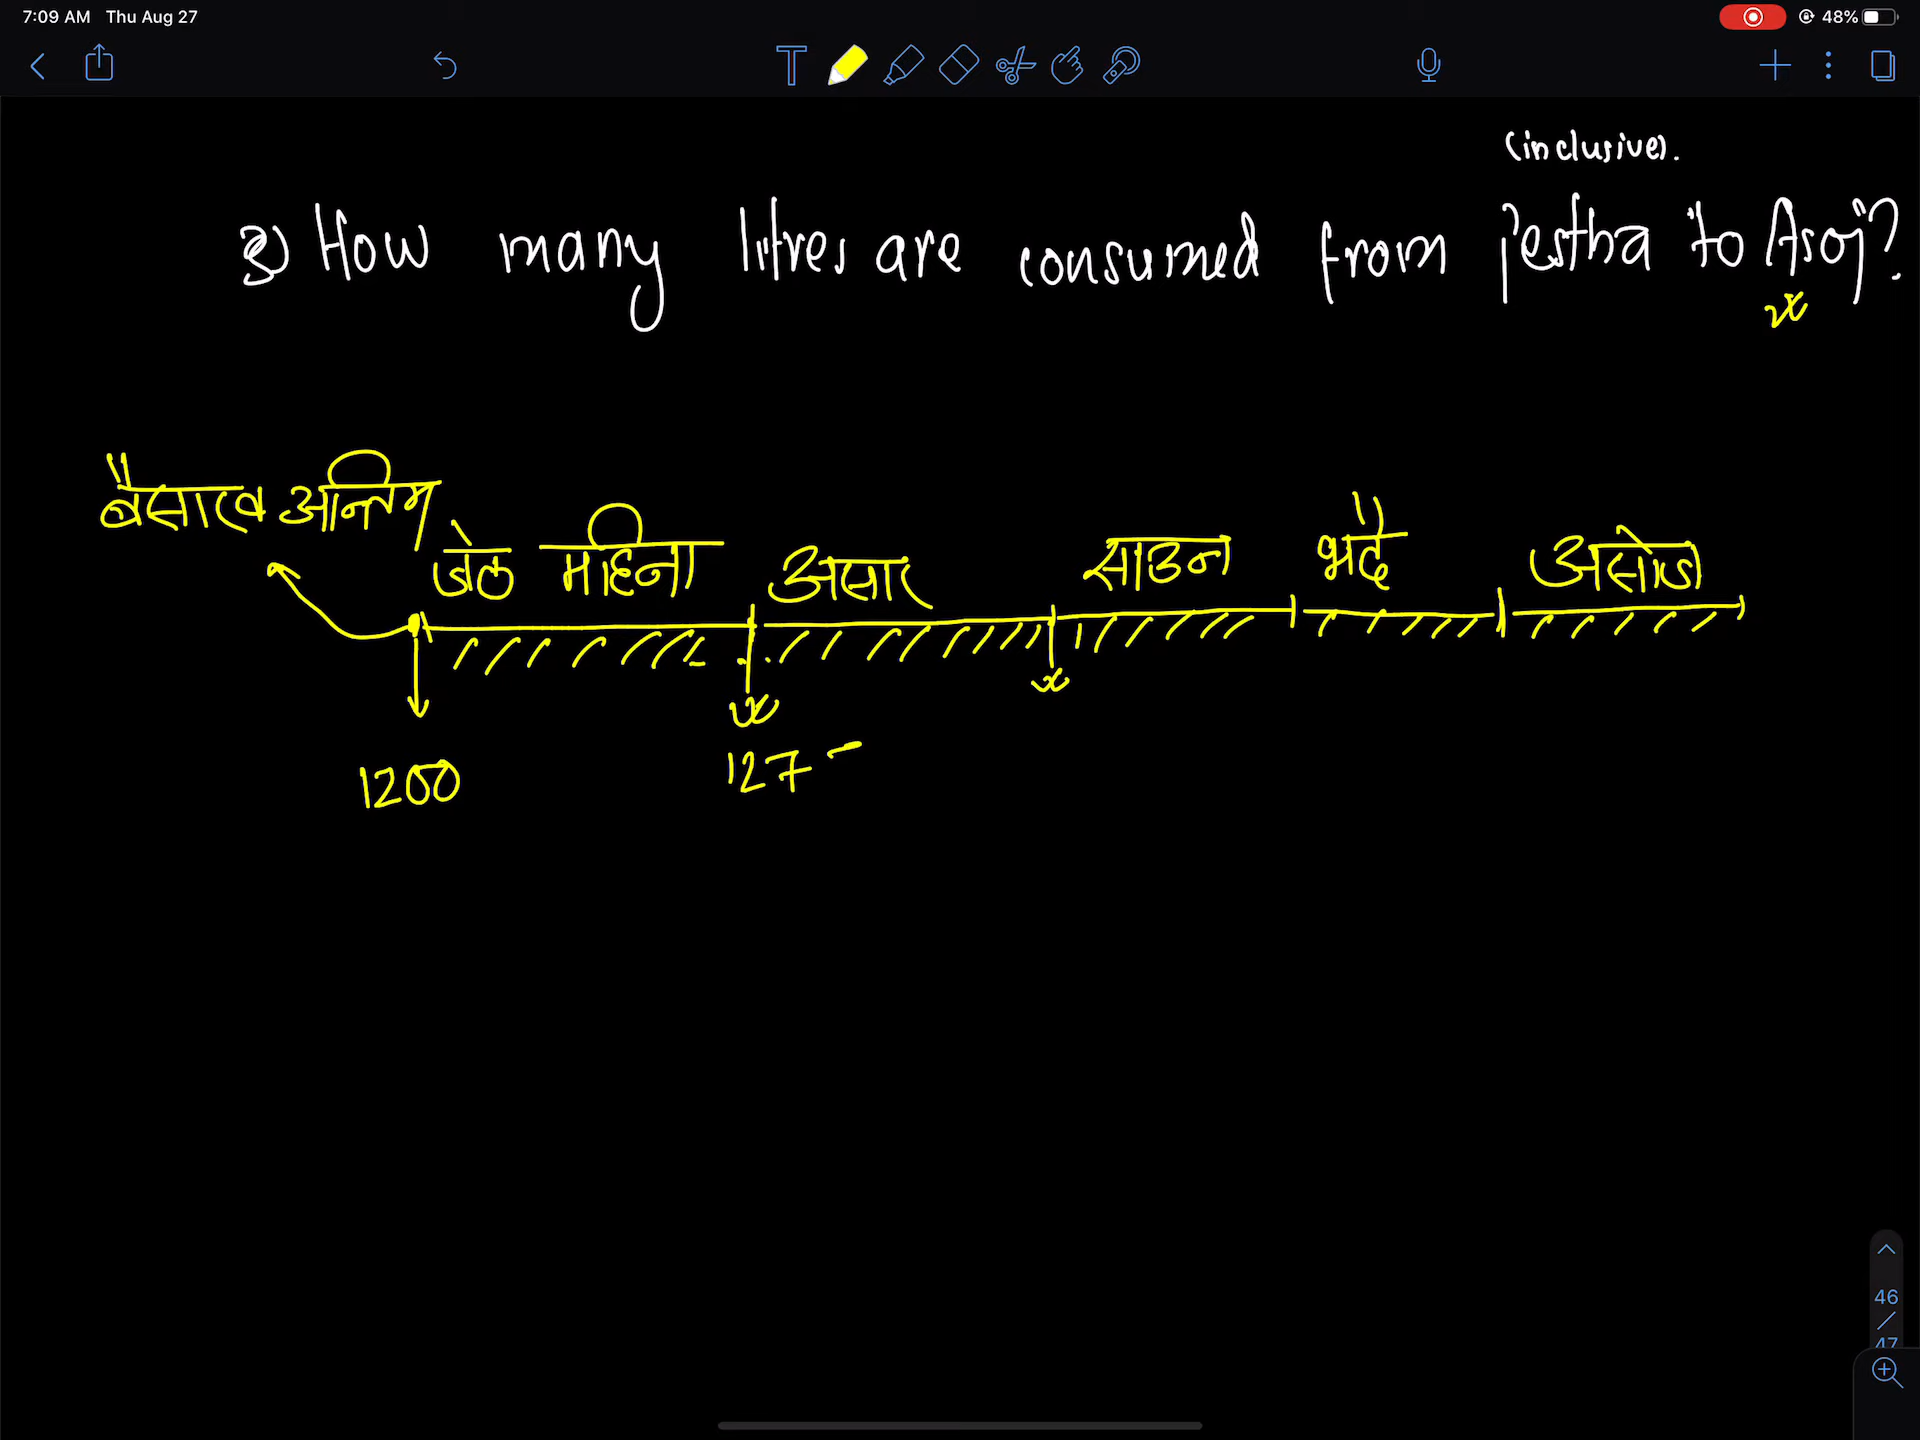 7:09 AM Thu Aug 27
48%
(inclusive).
3) How many litres are consumed from Jestha to Asoj?
बैसाख अन्तिम
जेठ महिना असार साउन भदै असोज
1200
127
46
/
47